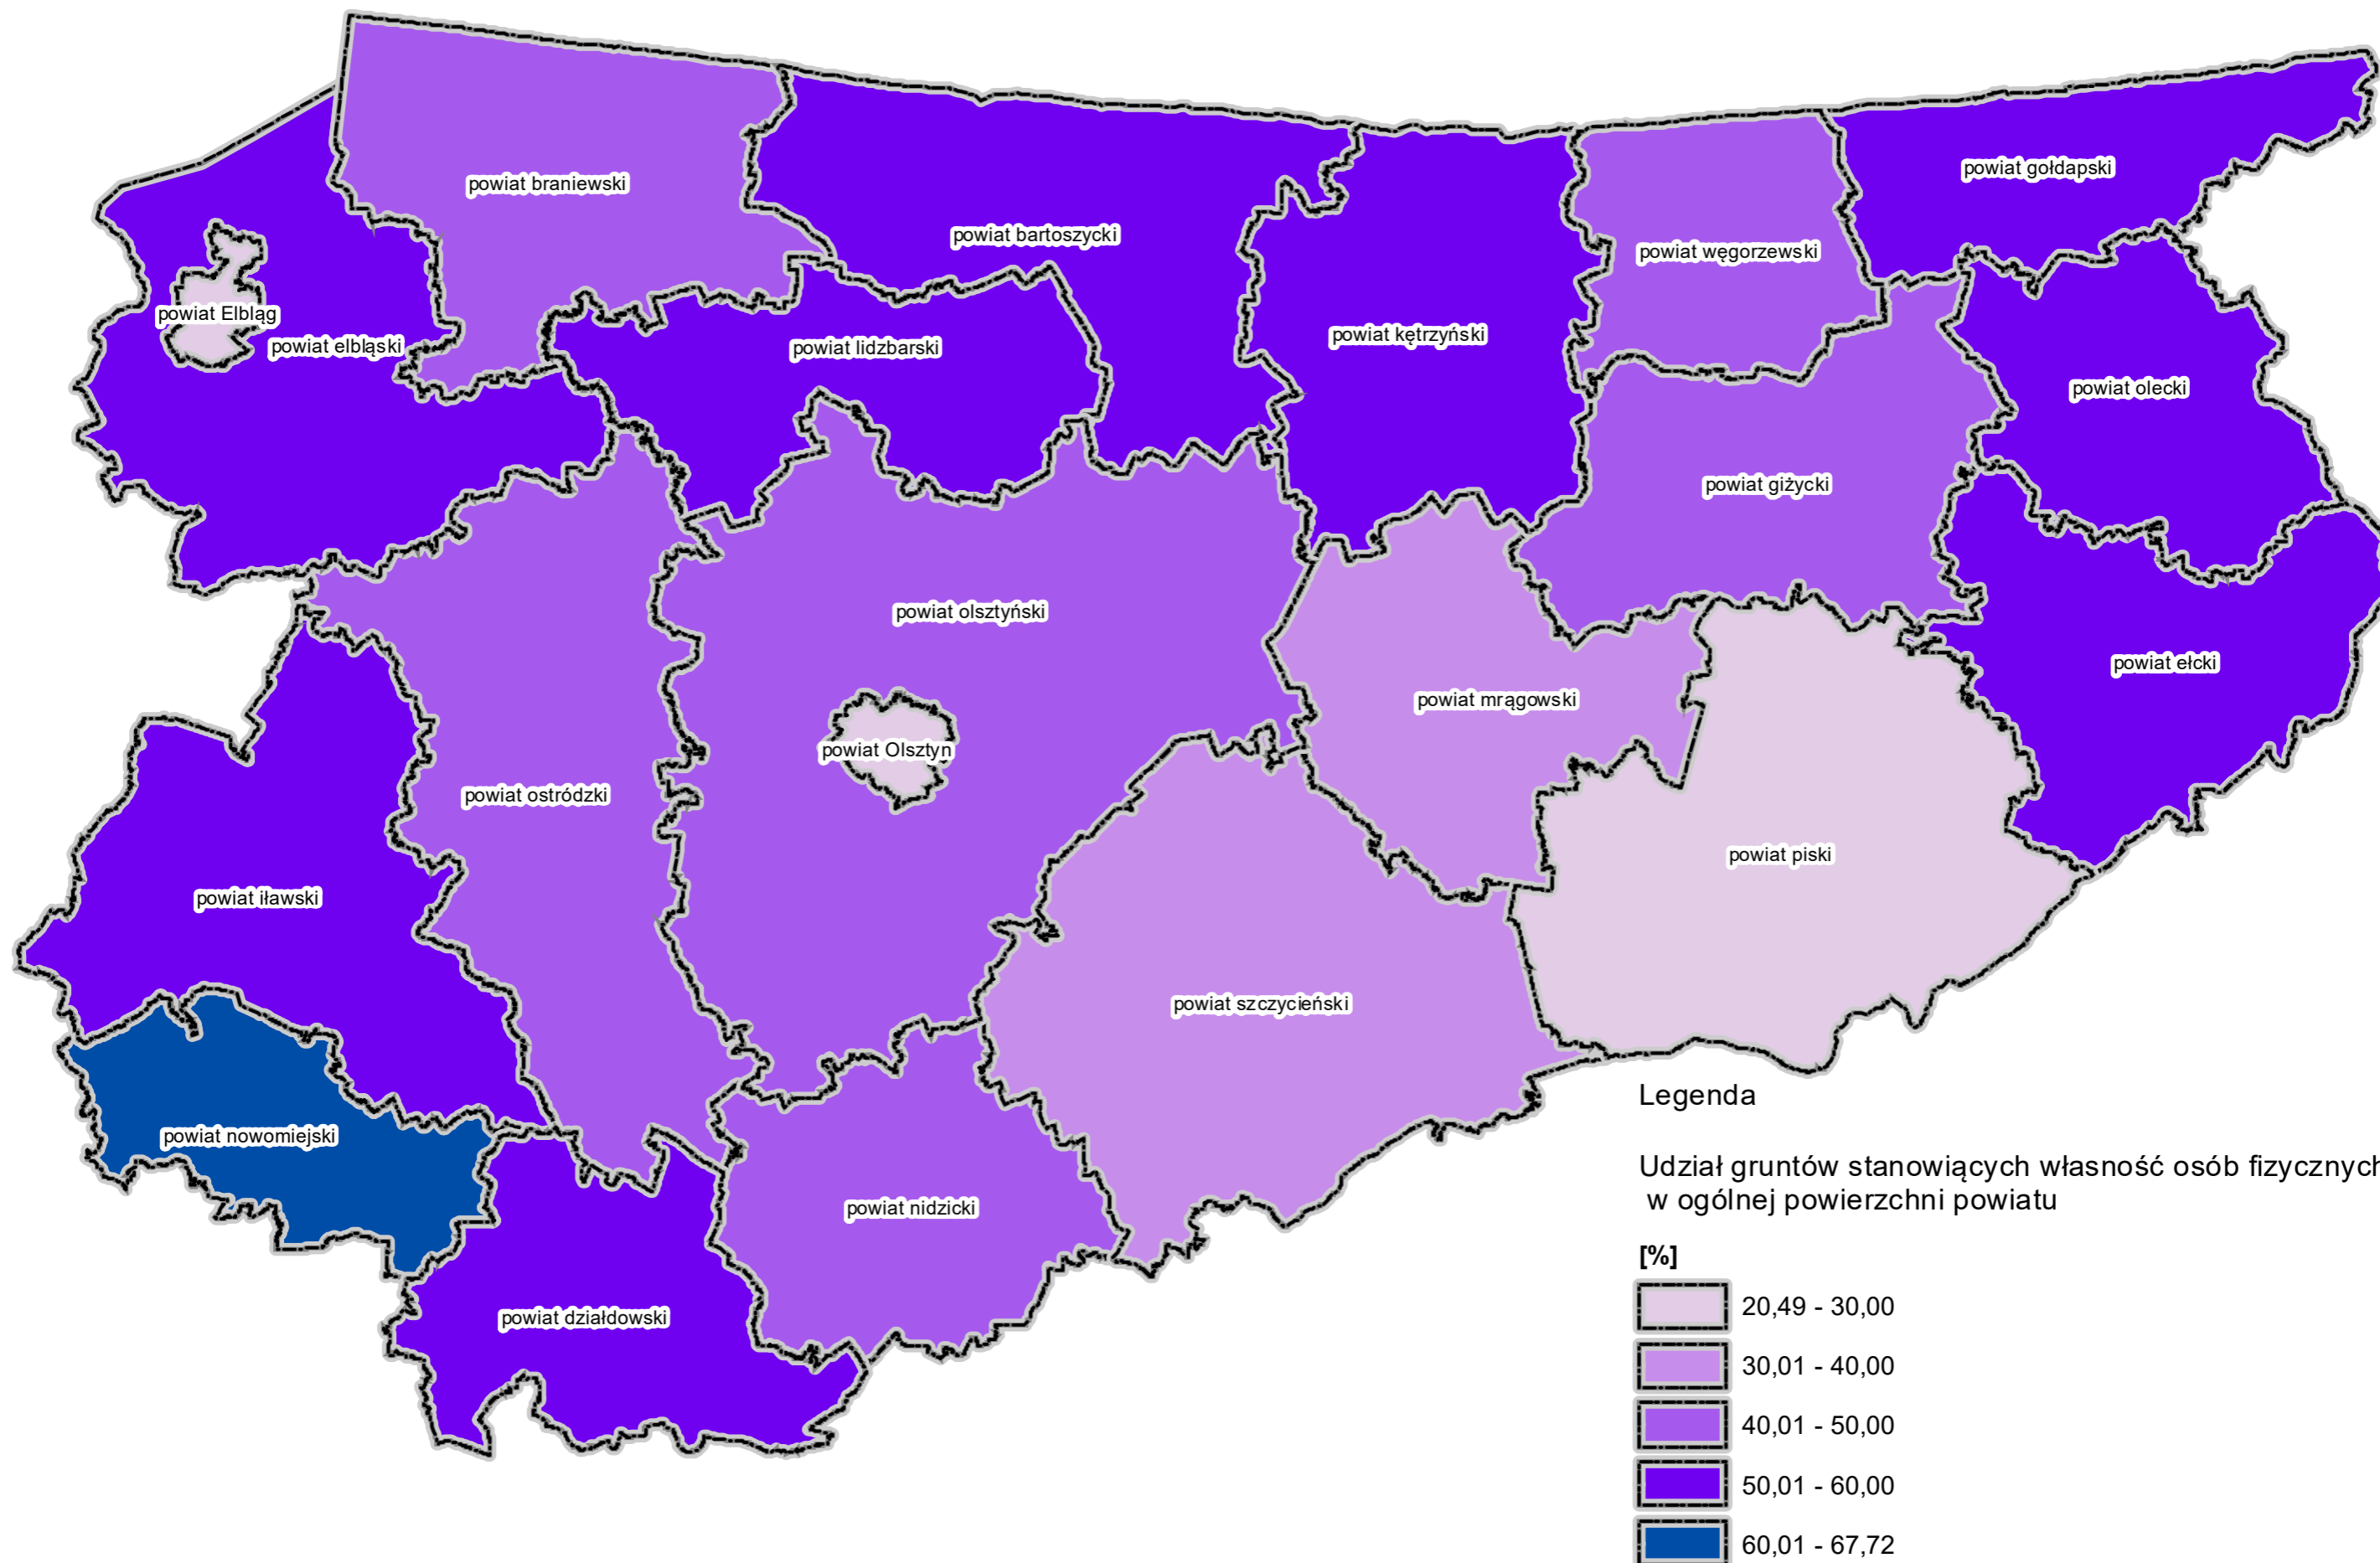 powiat gołdapski
powiat braniewski
powiat bartoszycki
powiat węgorzewski
powiat Elbląg
powiat elbląski
powiat lidzbarski
powiat kętrzyński
powiat olecki
powiat giżycki
powiat olsztyński
powiat ełcki
powiat mrągowski
powiat Olsztyn
powiat ostródzki
powiat piski
powiat iławski
powiat szczycieński
powiat nowomiejski
powiat nidzicki
powiat działdowski
Legenda
Udział gruntów stanowiących własność osób fizycznych
w ogólnej powierzchni powiatu
[%]
20,49 - 30,00
30,01 - 40,00
40,01 - 50,00
50,01 - 60,00
60,01 - 67,72